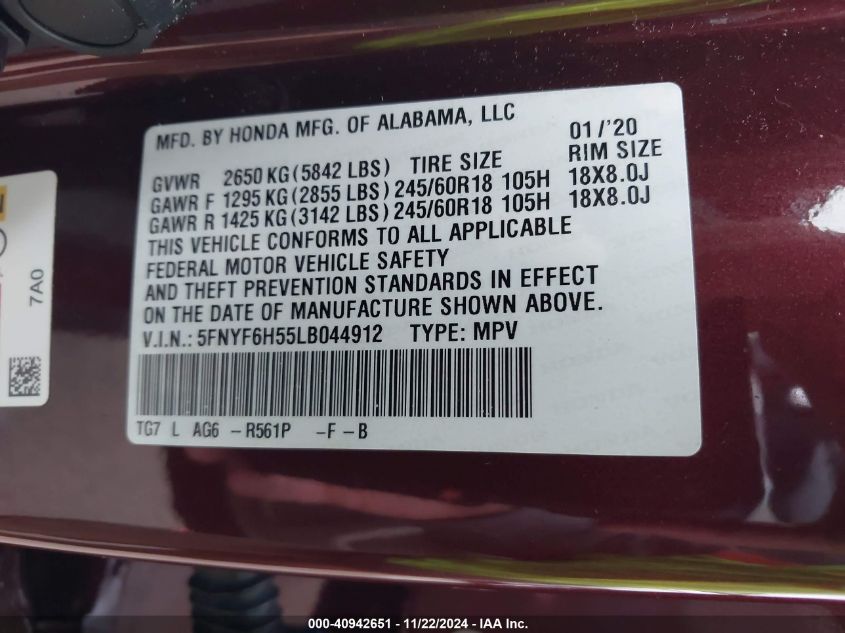 MFD. BY HONDA MFG. OF ALABAMA, LLC 01/'20
GVWR 2650 KG(5842 LBS) TIRE SIZE RIM SIZE
GAWR F 1295 KG(2855 LBS) 245/60R18 105H 18X8.0J
GAWR R 1425 KG(3142 LBS) 245/60R18 105H 18X8.0J
THIS VEHICLE CONFORMS TO ALL APPLICABLE
FEDERAL MOTOR VEHICLE SAFETY
AND THEFT PREVENTION STANDARDS IN EFFECT
ON THE DATE OF MANUFACTURE SHOWN ABOVE.
V.I.N.: 5FNYF6H55LB044912 TYPE: MPV
TG7 L AG6 -R561P -F-B
7A0
000-40942651 - 11/22/2024 - IAA Inc.